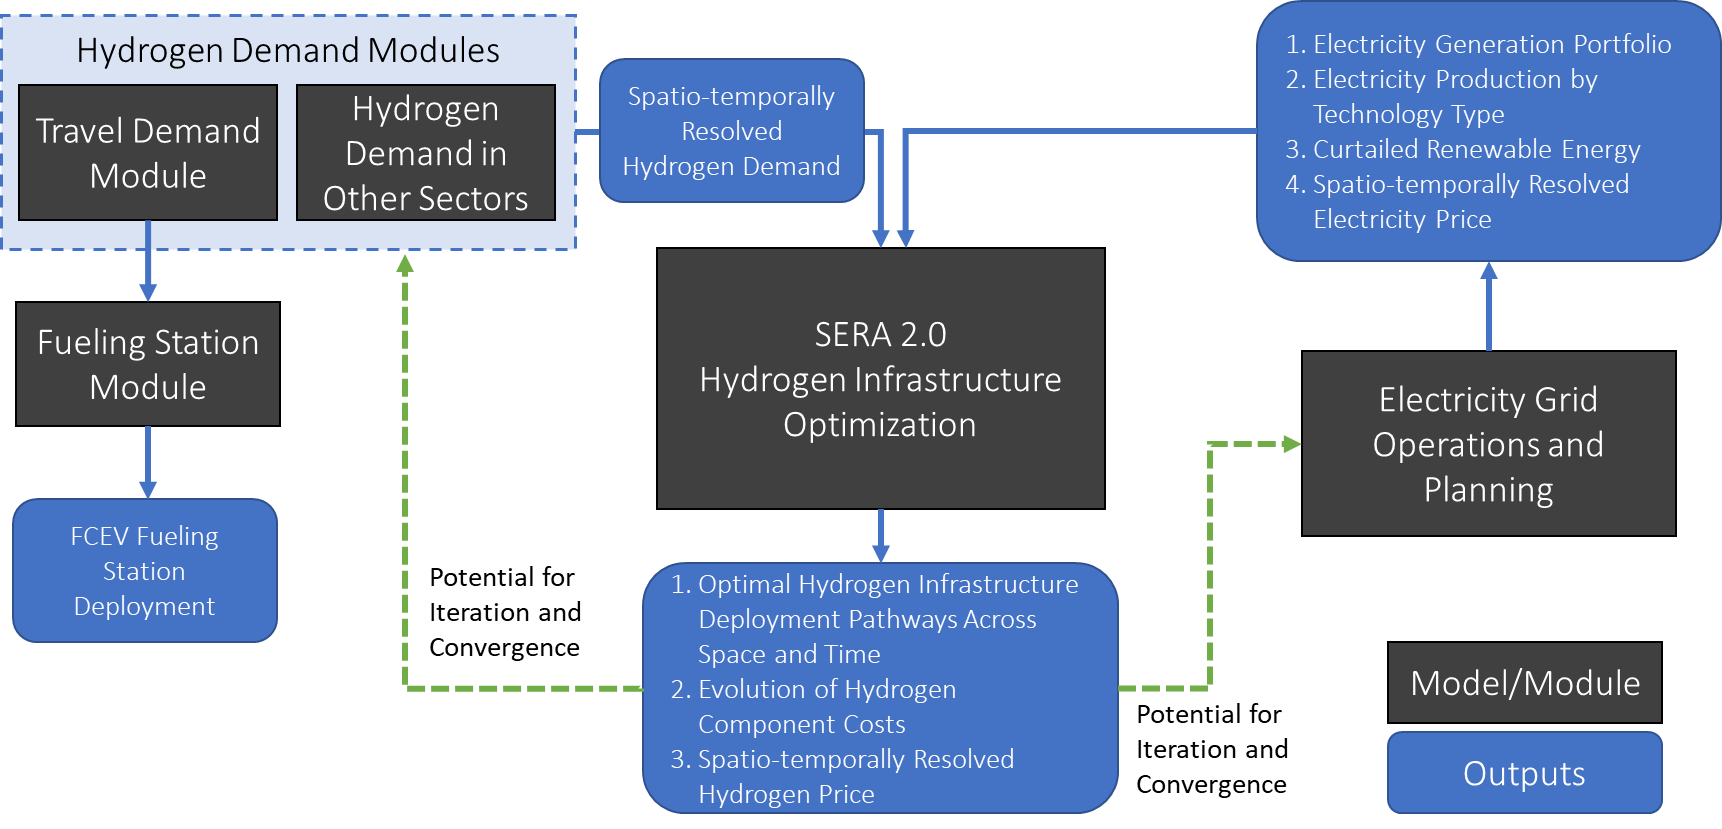 Hydrogen Demand Modules
Travel Demand
Module
Hydrogen
Demand in
Other Sectors
Spatio-temporally
Resolved
Hydrogen Demand
1. Electricity Generation Portfolio
2. Electricity Production by
Technology Type
3. Curtailed Renewable Energy
4. Spatio-temporally Resolved
Electricity Price
Fueling Station
Module
SERA 2.0
Hydrogen Infrastructure
Optimization
Electricity Grid
Operations and
Planning
FCEV Fueling
Station
Deployment
Potential for
Iteration and
Convergence
1. Optimal Hydrogen Infrastructure
Deployment Pathways Across
Space and Time
2. Evolution of Hydrogen
Component Costs
3. Spatio-temporally Resolved
Hydrogen Price
Potential for
Iteration and
Convergence
Model/Module
Outputs